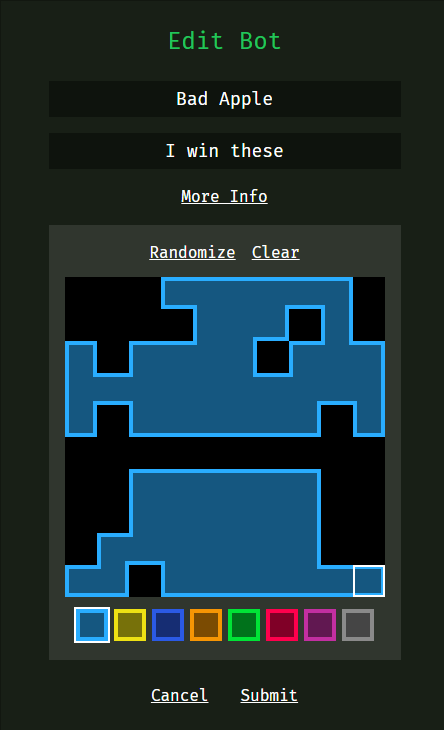 Edit Bot
Bad Apple
I win these
More Info
Randomize Clear
Cancel Submit